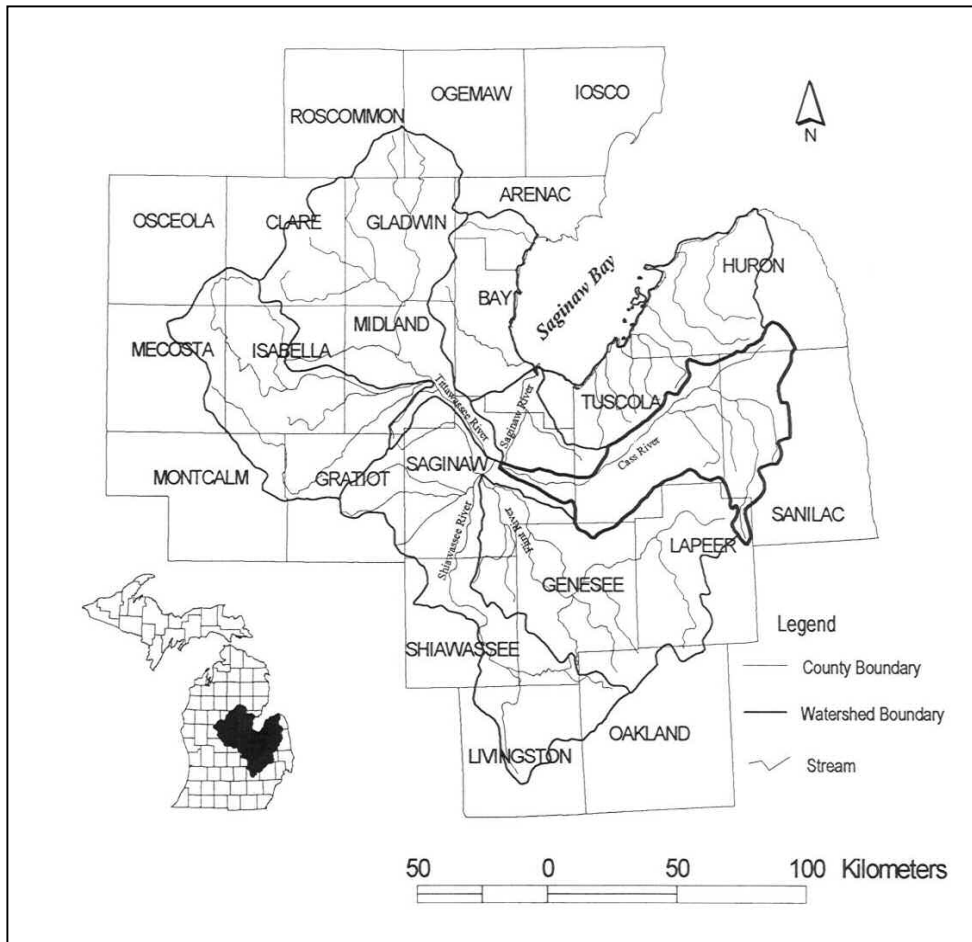 OGEMAW
IOSCO
ROSCOMMON
N
ARENAC
OSCEOLA
CLARE
GLADWIN
HURON
Saginaw Bay
BAY
MIDLAND
MECOSTA
ISABELLA
Tittawassee River
Saginaw River
TUSCOLA
Cass River
SAGINAW
MONTCALM
GRATIOT
Shiawassee River
Flint River
SANILAC
LAPEER
GENESEE
SHIAWASSEE
OAKLAND
LIVINGSTON
Legend
County Boundary
Watershed Boundary
Stream
50 0 50 100 Kilometers